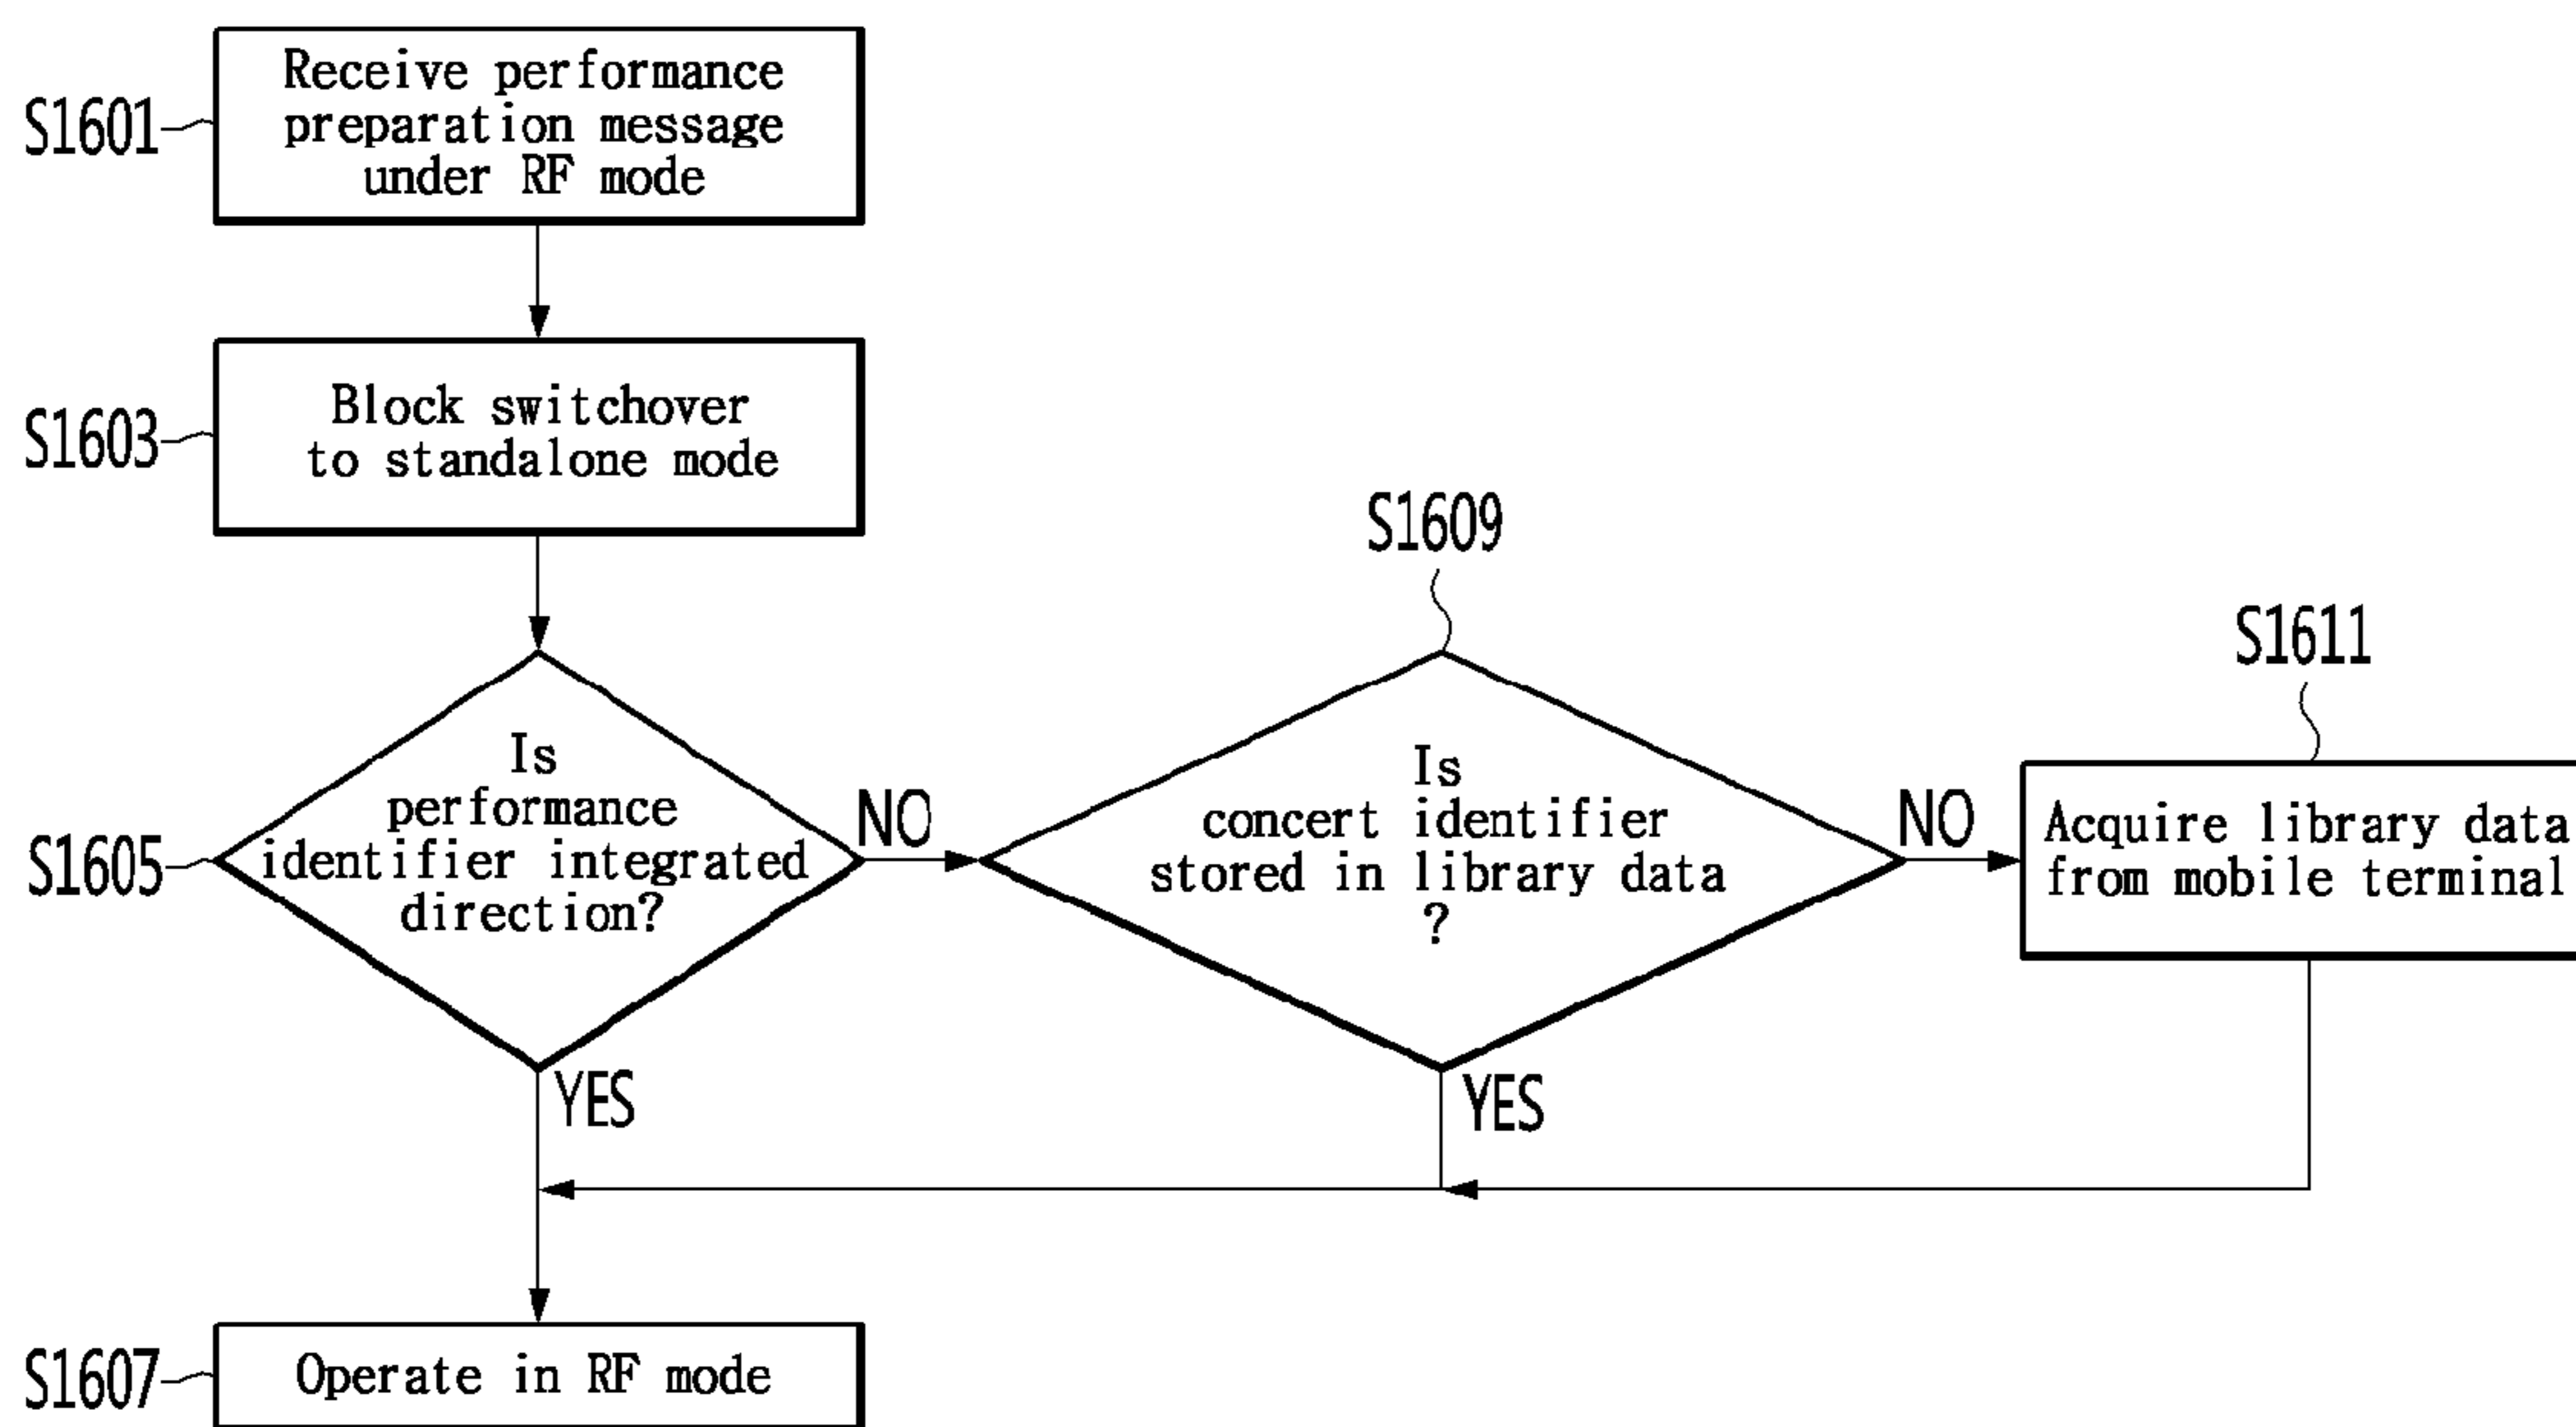 S1601
Receive performance
preparation message
under RF mode
S1603
Block switchover
to standalone mode
S1605
Is
performance
identifier integrated
direction?
NO
YES
S1609
Is
concert identifier
stored in library data
?
NO
YES
S1611
Acquire library data
from mobile terminal
S1607
Operate in RF mode